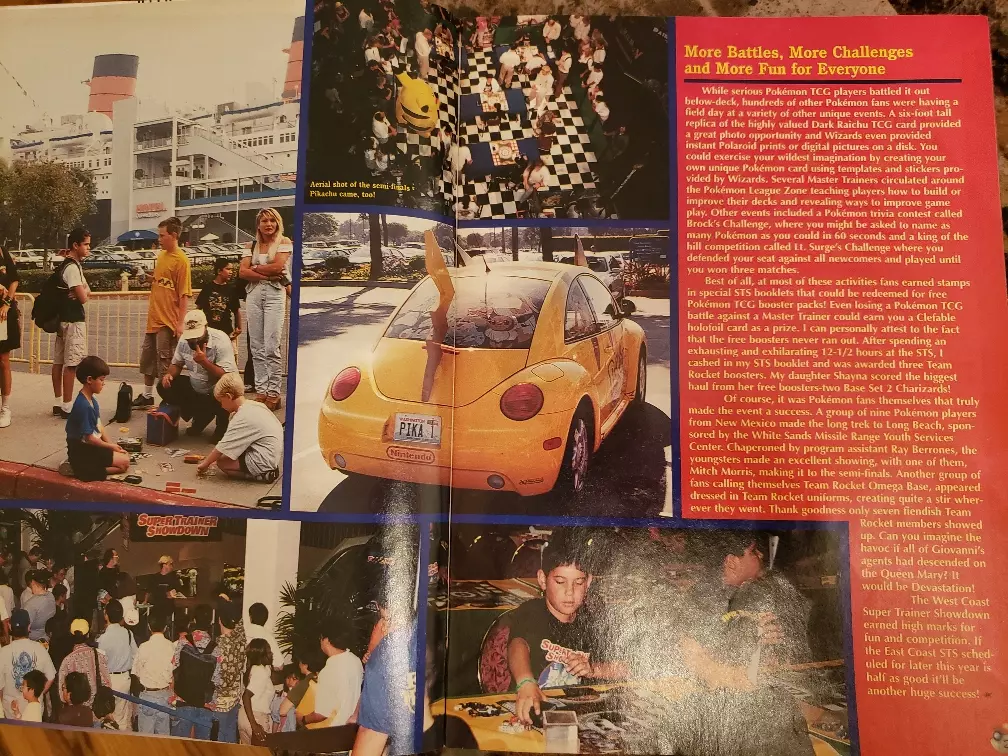 Aerial shot of the semi-finals
Pikachu came, too!
WASHINGTON
PIKA 1
Nintendo
SUPER TRAINER
SHOWDOWN
SUPER TRAINER
More Battles, More Challenges
and More Fun for Everyone
While serious Pokémon TCG players battled it out
below-deck, hundreds of other Pokémon fans were having a
field day at a variety of other unique events. A six-foot tall
replica of the highly valued Dark Raichu TCG card provided
a great photo opportunity and Wizards even provided
instant Polaroid prints or digital pictures on a disk. You
could exercise your wildest imagination by creating your
own unique Pokémon card using templates and stickers pro-
vided by Wizards. Several Master Trainers circulated around
the Pokémon League Zone teaching players how to build or
improve their decks and revealing ways to improve game
play. Other events included a Pokémon trivia contest called
Brock's Challenge, where you might be asked to name as
many Pokémon as you could in 60 seconds and a king of the
hill competition called Lt. Surge's Challenge where you
defended your seat against all newcomers and played until
you won three matches.
Best of all, at most of these activities fans earned stamps
in special STS booklets that could be redeemed for free
Pokémon TCG booster packs! Even losing a Pokémon TCG
battle against a Master Trainer could earn you a Clefable
holofoil card as a prize. I can personally attest to the fact
that the free boosters never ran out. After spending an
exhausting and exhilarating 12-1/2 hours at the STS, I
cashed in my STS booklet and was awarded three Team
Rocket boosters. My daughter Shayna scored the biggest
haul from her free boosters-two Base Set 2 Charizards!
Of course, it was Pokémon fans themselves that truly
made the event a success. A group of nine Pokémon players
from New Mexico made the long trek to Long Beach, spon-
sored by the White Sands Missile Range Youth Services
Center. Chaperoned by program assistant Ray Berrones, the
youngsters made an excellent showing, with one of them,
Mitch Morris, making it to the semi-finals. Another group of
fans calling themselves Team Rocket Omega Base, appeared
dressed in Team Rocket uniforms, creating quite a stir wher-
ever they went. Thank goodness only seven fiendish Team
Rocket members showed
up. Can you imagine the
havoc if all of Giovanni's
agents had descended on
the Queen Mary? It
would be Devastation!
The West Coast
Super Trainer Showdown
earned high marks for
fun and competition. If
the East Coast STS sched-
uled for later this year is
half as good it'll be
another huge success!